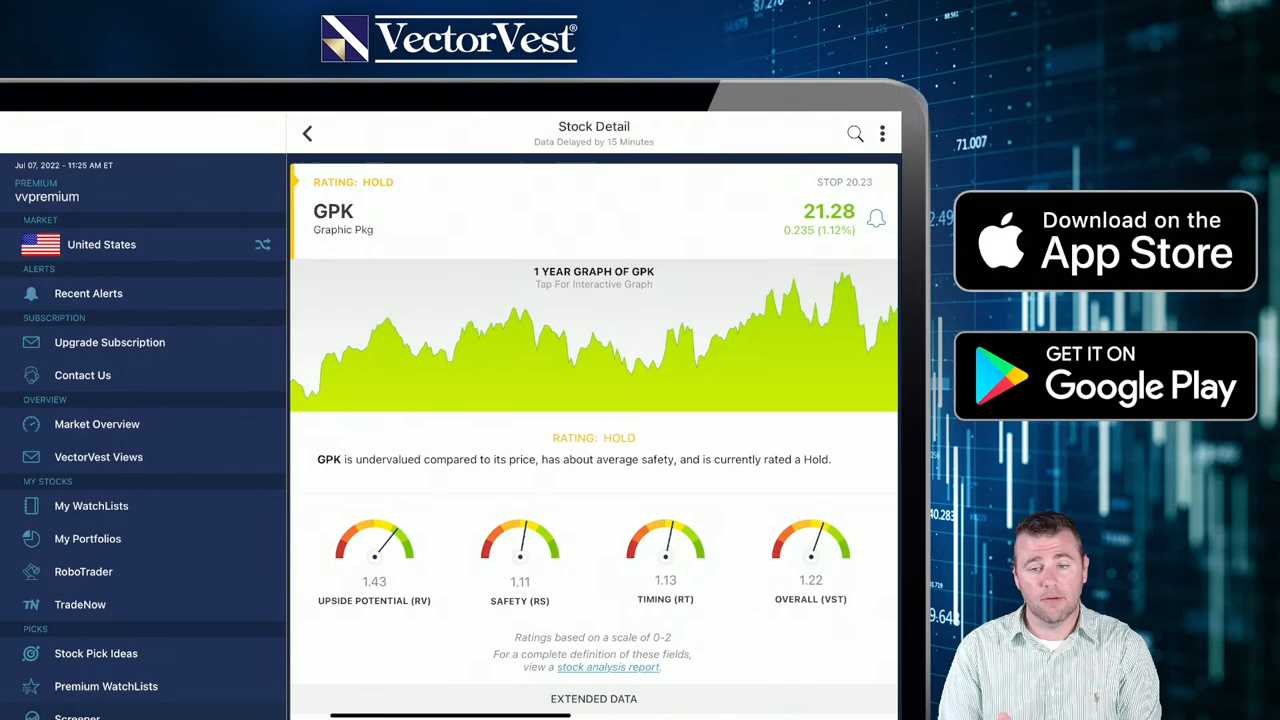 VectorVest®
Stock Detail
Data Delayed by 15 Minutes
Jul 07, 2022 - 11:25 AM ET
PREMIUM
vvpremium
MARKET
United States
ALERTS
Recent Alerts
SUBSCRIPTION
Upgrade Subscription
Contact Us
OVERVIEW
Market Overview
VectorVest Views
MY STOCKS
My WatchLists
My Portfolios
RoboTrader
TN TradeNow
PICKS
Stock Pick Ideas
Premium WatchLists
Screener
RATING: HOLD
STOP 20.23
GPK
21.28
Graphic Pkg
0.235 (1.12%)
1 YEAR GRAPH OF GPK
Tap For Interactive Graph
RATING: HOLD
GPK is undervalued compared to its price, has about average safety, and is currently rated a Hold.
1.43
1.11
1.13
1.22
UPSIDE POTENTIAL (RV)
SAFETY (RS)
TIMING (RT)
OVERALL (VST)
Ratings based on a scale of 0-2
For a complete definition of these fields,
view a stock analysis report.
EXTENDED DATA
Download on the
App Store
GET IT ON
Google Play
71.007
40.283